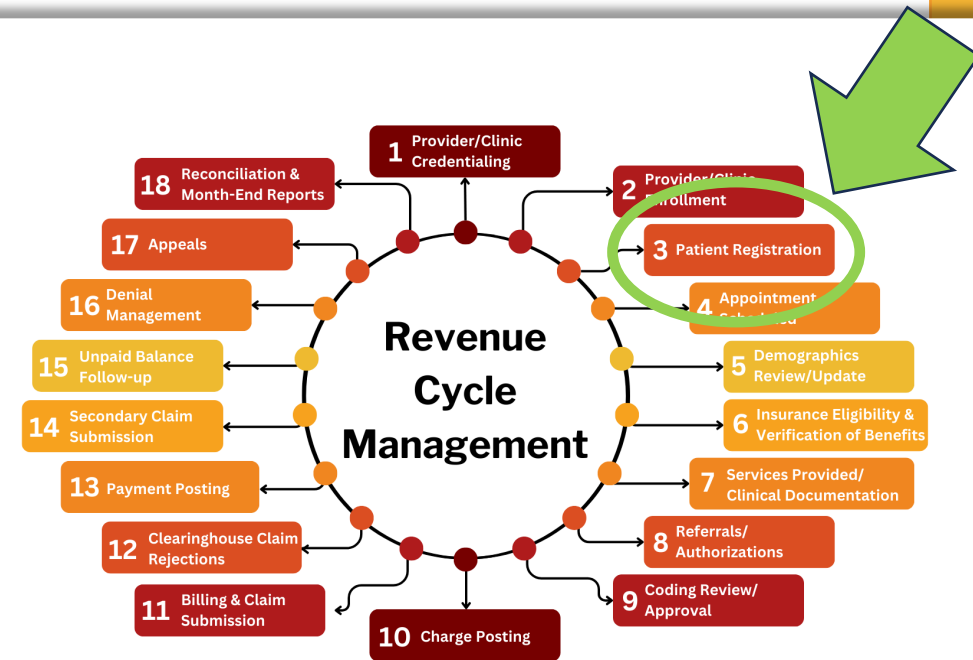 1 Provider/Clinic
Credentialing
2 Provider/Clinic
Enrollment
3 Patient Registration
4 Appointment
Scheduled
5 Demographics
Review/Update
6 Insurance Eligibility &
Verification of Benefits
7 Services Provided/
Clinical Documentation
8 Referrals/
Authorizations
9 Coding Review/
Approval
10 Charge Posting
11 Billing & Claim
Submission
12 Clearinghouse Claim
Rejections
13 Payment Posting
14 Secondary Claim
Submission
15 Unpaid Balance
Follow-up
16 Denial
Management
17 Appeals
18 Reconciliation &
Month-End Reports
Revenue
Cycle
Management